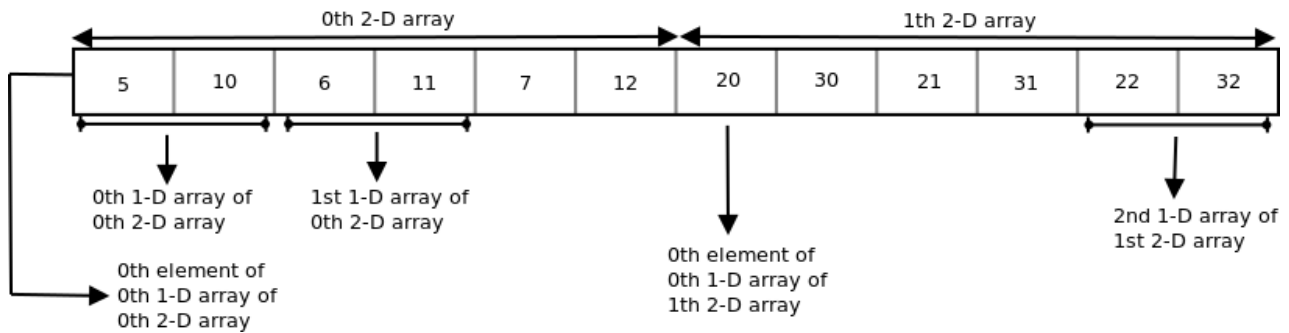 0th 2-D array
1th 2-D array
5 10 6 11 7 12 20 30 21 31 22 32
0th 1-D array of
0th 2-D array
1st 1-D array of
0th 2-D array
0th element of
0th 1-D array of
1th 2-D array
2nd 1-D array of
1st 2-D array
0th element of
0th 1-D array of
0th 2-D array